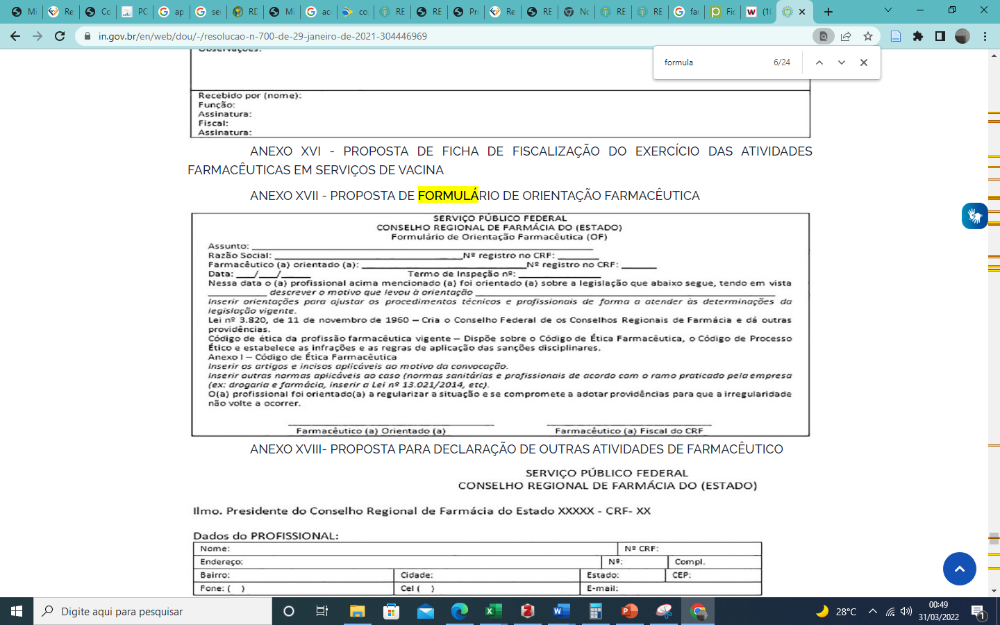 Mi
Re
Co
PC
ap
sei
RD
Mi
ac
co
RE
RE
Pr
Re
RE
No
RE
RE
far
Fic
(10
in.gov.br/en/web/dou/-/resolucao-n-700-de-29-janeiro-de-2021-304446969
formula 6/24
Observações:
Recebido por (nome):
Função:
Assinatura:
Fiscal:
Assinatura:
ANEXO XVI - PROPOSTA DE FICHA DE FISCALIZAÇÃO DO EXERCÍCIO DAS ATIVIDADES
FARMACÊUTICAS EM SERVIÇOS DE VACINA
ANEXO XVII - PROPOSTA DE FORMULÁRIO DE ORIENTAÇÃO FARMACÊUTICA
SERVIÇO PÚBLICO FEDERAL
CONSELHO REGIONAL DE FARMÁCIA DO (ESTADO)
Formulário de Orientação Farmacêutica (OF)
Assunto: ____
Razão Social: ____ Nº registro no CRF: ____
Farmacêutico (a) orientado (a): ____ Nº registro no CRF: ____
Data: ___/___/____ Termo de Inspeção nº: ____
Nessa data o (a) profissional acima mencionado (a) foi orientado (a) sobre a legislação que abaixo segue, tendo em vista
____ descrever o motivo que levou à orientação ____
Inserir orientações para ajustar os procedimentos técnicos e profissionais de forma a atender às determinações da
legislação vigente.
Lei nº 3.820, de 11 de novembro de 1960 – Cria o Conselho Federal de os Conselhos Regionais de Farmácia e dá outras
providências.
Código de ética da profissão farmacêutica vigente – Dispõe sobre o Código de Ética Farmacêutica, o Código de Processo
Ético e estabelece as infrações e as regras de aplicação das sanções disciplinares.
Anexo I – Código de Ética Farmacêutica
Inserir os artigos e incisos aplicáveis ao motivo da convocação.
Inserir outras normas aplicáveis ao caso (normas sanitárias e profissionais de acordo com o ramo praticado pela empresa
(ex: drogaria e farmácia, inserir a Lei nº 13.021/2014, etc).
O(a) profissional foi orientado(a) a regularizar a situação e se compromete a adotar providências para que a irregularidade
não volte a ocorrer.
Farmacêutico (a) Orientado (a) Farmacêutico (a) Fiscal do CRF
ANEXO XVIII- PROPOSTA PARA DECLARAÇÃO DE OUTRAS ATIVIDADES DE FARMACÊUTICO
SERVIÇO PÚBLICO FEDERAL
CONSELHO REGIONAL DE FARMÁCIA DO (ESTADO)
Ilmo. Presidente do Conselho Regional de Farmácia do Estado XXXXX - CRF- XX
Dados do PROFISSIONAL:
Nome: Nº CRF:
Endereço: Nº: Compl.
Bairro: Cidade: Estado: CEP:
Fone: ( ) Cel ( ) E-mail:
Digite aqui para pesquisar
28°C
00:49
31/03/2022
1